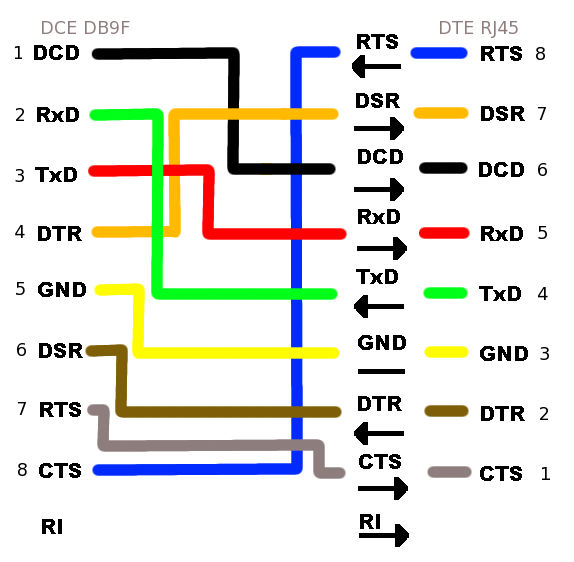 DCE DB9F DTE RJ45
1 DCD RTS RTS 8
2 RxD DSR DSR 7
3 TxD DCD DCD 6
4 DTR RxD RxD 5
5 GND TxD TxD 4
6 DSR GND GND 3
7 RTS DTR DTR 2
8 CTS CTS CTS 1
RI RI